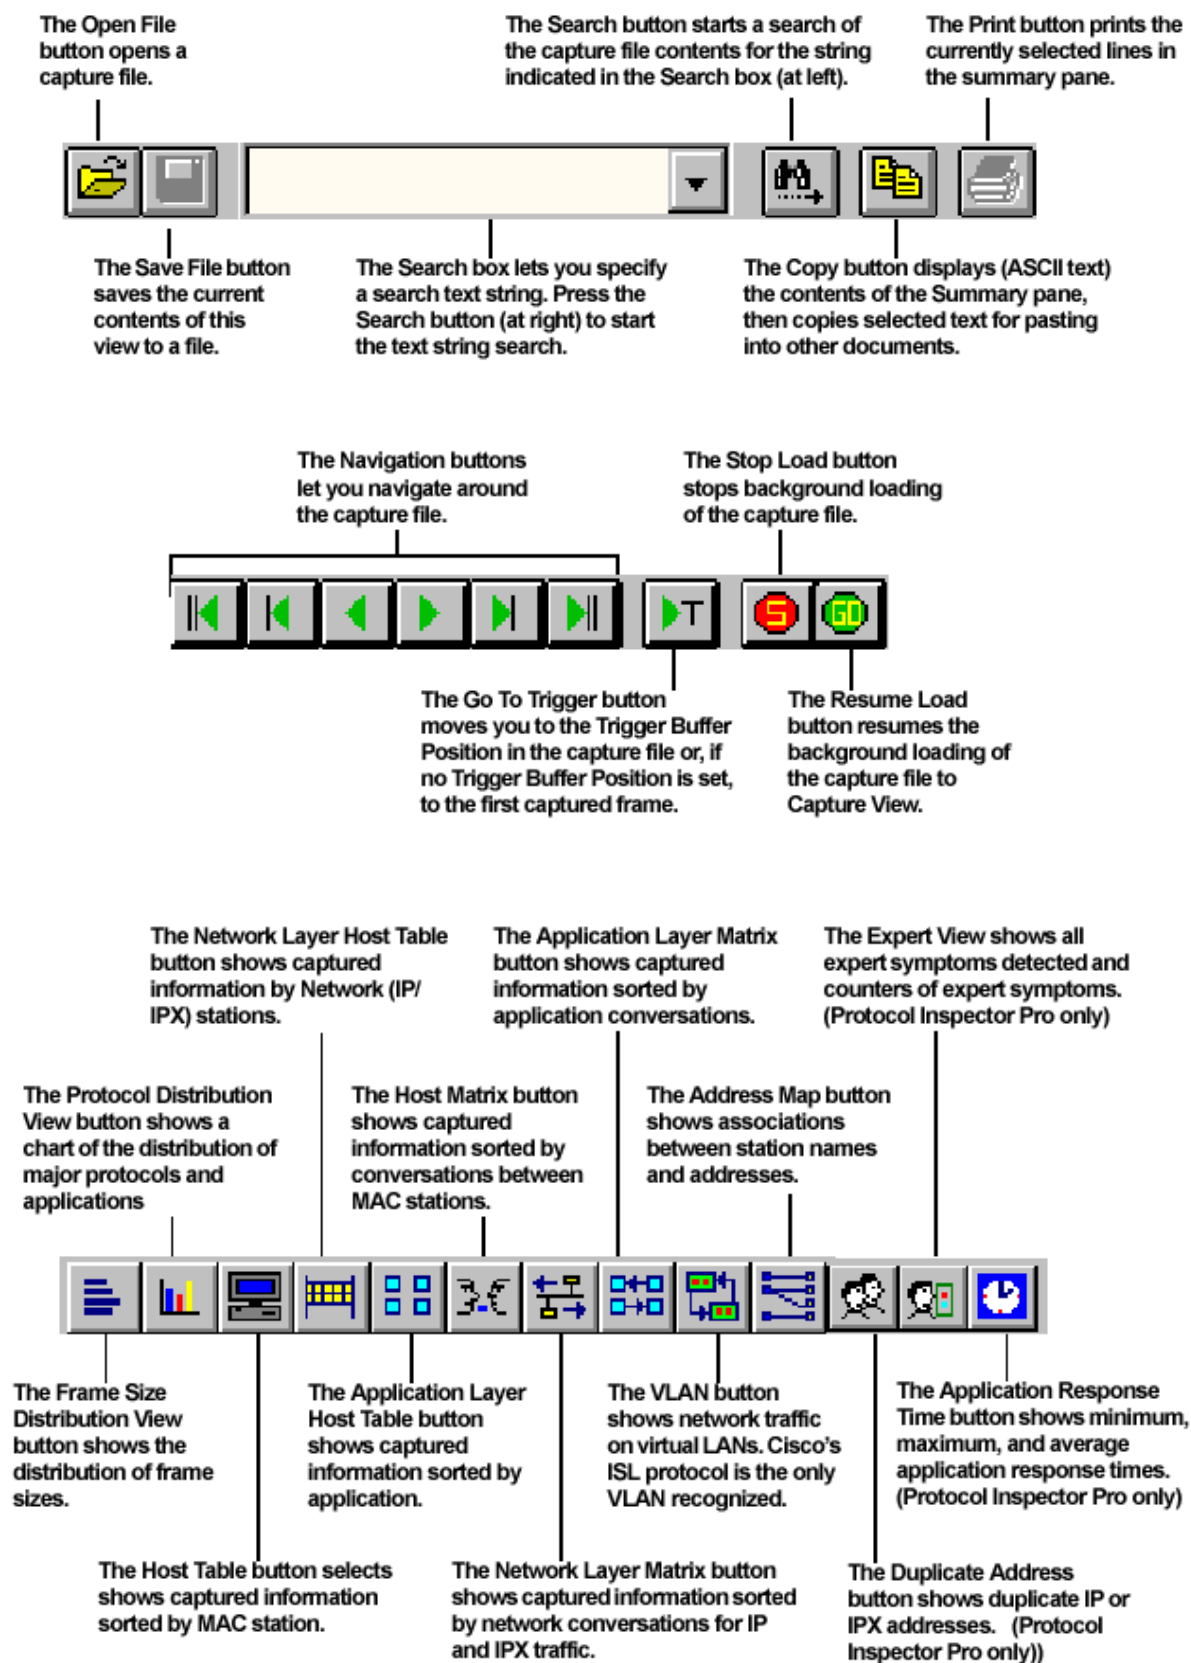 The Open File
button opens a
capture file.
The Search button starts a search of
the capture file contents for the string
indicated in the Search box (at left).
The Print button prints the
currently selected lines in
the summary pane.
The Save File button
saves the current
contents of this
view to a file.
The Search box lets you specify
a search text string. Press the
Search button (at right) to start
the text string search.
The Copy button displays (ASCII text)
the contents of the Summary pane,
then copies selected text for pasting
into other documents.
The Navigation buttons
let you navigate around
the capture file.
The Stop Load button
stops background loading
of the capture file.
T
S
GO
The Go To Trigger button
moves you to the Trigger Buffer
Position in the capture file or, if
no Trigger Buffer Position is set,
to the first captured frame.
The Resume Load
button resumes the
background loading of
the capture file to
Capture View.
The Network Layer Host Table
button shows captured
information by Network (IP/
IPX) stations.
The Application Layer Matrix
button shows captured
information sorted by
application conversations.
The Expert View shows all
expert symptoms detected and
counters of expert symptoms.
(Protocol Inspector Pro only)
The Protocol Distribution
View button shows a
chart of the distribution of
major protocols and
applications
The Host Matrix button
shows captured
information sorted by
conversations between
MAC stations.
The Address Map button
shows associations
between station names
and addresses.
The Frame Size
Distribution View
button shows the
distribution of frame
sizes.
The Application Layer
Host Table button
shows captured
information sorted by
application.
The VLAN button
shows network traffic
on virtual LANs. Cisco's
ISL protocol is the only
VLAN recognized.
The Application Response
Time button shows minimum,
maximum, and average
application response times.
(Protocol Inspector Pro only)
The Host Table button selects
shows captured information
sorted by MAC station.
The Network Layer Matrix button
shows captured information sorted
by network conversations for IP
and IPX traffic.
The Duplicate Address
button shows duplicate IP or
IPX addresses. (Protocol
Inspector Pro only))